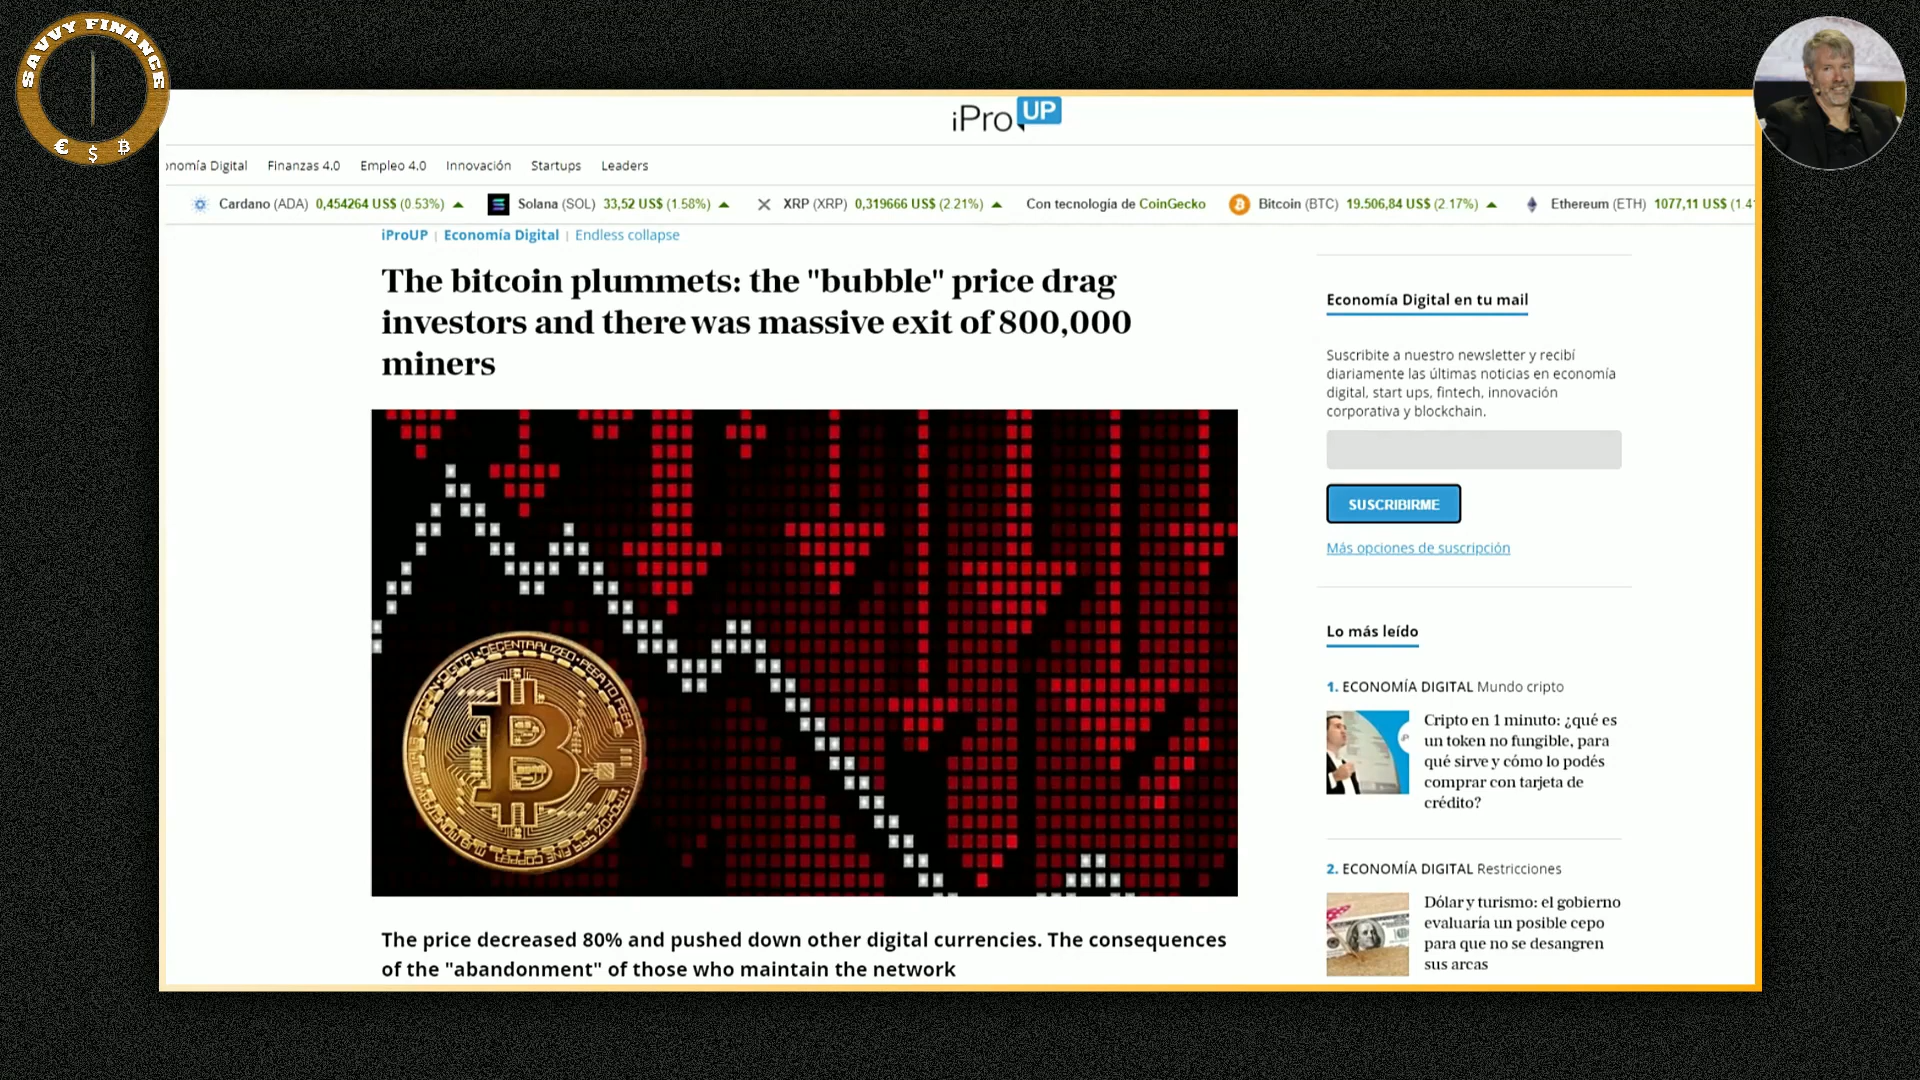 SAVVY FINANCE
€ $ ₿
iPro UP
onomía Digital Finanzas 4.0 Empleo 4.0 Innovación Startups Leaders
Cardano (ADA) 0,454264 US$ (0.53%) Solana (SOL) 33,52 US$ (1.58%) XRP (XRP) 0,319666 US$ (2.21%) Con tecnología de CoinGecko Bitcoin (BTC) 19.506,84 US$ (2.17%) Ethereum (ETH) 1077,11 US$ (1.4
iProUP | Economía Digital | Endless collapse
The bitcoin plummets: the "bubble" price drag
investors and there was massive exit of 800,000
miners
DIGITAL • DECENTRALIZED • PEER TO PEER
The price decreased 80% and pushed down other digital currencies. The consequences
of the "abandonment" of those who maintain the network
Economía Digital en tu mail
Suscribite a nuestro newsletter y recibí
diariamente las últimas noticias en economía
digital, start ups, fintech, innovación
corporativa y blockchain.
SUSCRIBIRME
Más opciones de suscripción
Lo más leído
1. ECONOMÍA DIGITAL Mundo cripto
Cripto en 1 minuto: ¿qué es
un token no fungible, para
qué sirve y cómo lo podés
comprar con tarjeta de
crédito?
2. ECONOMÍA DIGITAL Restricciones
Dólar y turismo: el gobierno
evaluaría un posible cepo
para que no se desangren
sus arcas